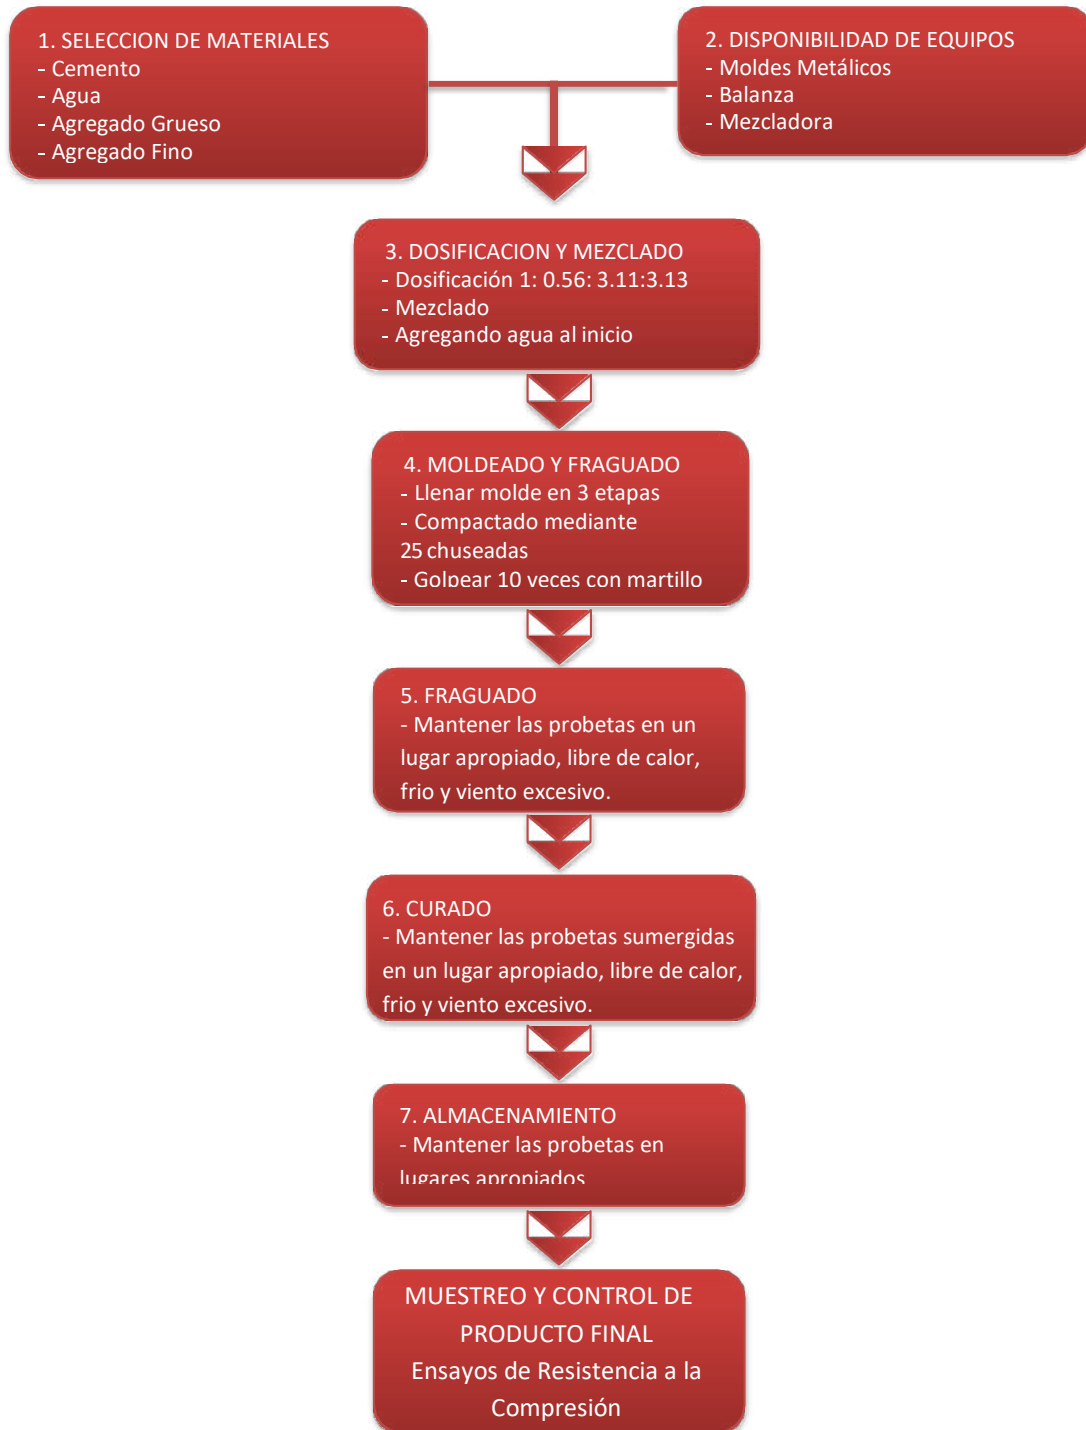 1. SELECCION DE MATERIALES
- Cemento
- Agua
- Agregado Grueso
- Agregado Fino
2. DISPONIBILIDAD DE EQUIPOS
- Moldes Metálicos
- Balanza
- Mezcladora
3. DOSIFICACION Y MEZCLADO
- Dosificación 1: 0.56: 3.11:3.13
- Mezclado
- Agregando agua al inicio
4. MOLDEADO Y FRAGUADO
- Llenar molde en 3 etapas
- Compactado mediante
25 chuseadas
- Golpear 10 veces con martillo
5. FRAGUADO
- Mantener las probetas en un
lugar apropiado, libre de calor,
frio y viento excesivo.
6. CURADO
- Mantener las probetas sumergidas
en un lugar apropiado, libre de calor,
frio y viento excesivo.
7. ALMACENAMIENTO
- Mantener las probetas en
lugares apropiados
MUESTREO Y CONTROL DE
PRODUCTO FINAL
Ensayos de Resistencia a la
Compresión